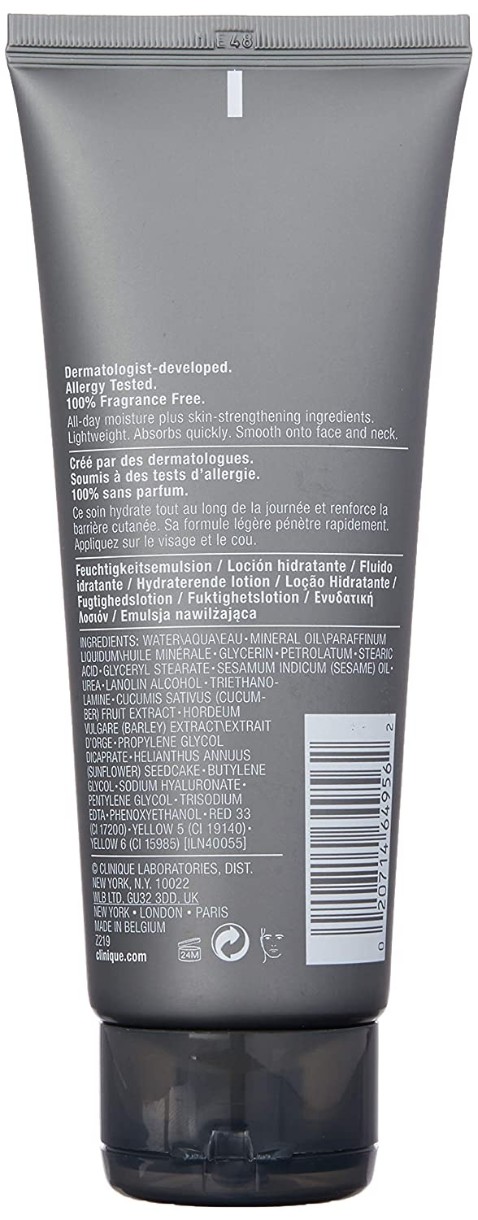 E48
Dermatologist-developed.
Allergy Tested.
100% Fragrance Free.
All-day moisture plus skin-strengthening ingredients.
Lightweight. Absorbs quickly. Smooth onto face and neck.
Créé par des dermatologues.
Soumis à des tests d'allergie.
100% sans parfum.
Ce soin hydrate tout au long de la journée et renforce la
barrière cutanée. Sa formule légère pénètre rapidement.
Appliquez sur le visage et le cou.
Feuchtigkeitsemulsion / Loción hidratante / Fluido
idratante / Hydraterende lotion / Loção Hidratante /
Fugtighedslotion / Fuktighetslotion / Ενυδατική
Λοσιόν / Emulsja nawilżająca
INGREDIENTS: WATER\AQUA\EAU • MINERAL OIL\PARAFFINUM
LIQUIDUM\HUILE MINÉRALE • GLYCERIN • PETROLATUM • STEARIC
ACID • GLYCERYL STEARATE • SESAMUM INDICUM (SESAME) OIL •
UREA • LANOLIN ALCOHOL • TRIETHANO-
LAMINE • CUCUMIS SATIVUS (CUCUM-
BER) FRUIT EXTRACT • HORDEUM
VULGARE (BARLEY) EXTRACT\EXTRAIT
D'ORGE • PROPYLENE GLYCOL
DICAPRATE • HELIANTHUS ANNUUS
(SUNFLOWER) SEEDCAKE • BUTYLENE
GLYCOL • SODIUM HYALURONATE •
PENTYLENE GLYCOL • TRISODIUM
EDTA • PHENOXYETHANOL • RED 33
(CI 17200) • YELLOW 5 (CI 19140) •
YELLOW 6 (CI 15985) [ILN40055]
© CLINIQUE LABORATORIES, DIST.
NEW YORK, N.Y. 10022
WLB LTD. GU32 3DD, UK
NEW YORK • LONDON • PARIS
MADE IN BELGIUM
Z219
clinique.com
24M
0 20714 64956 2